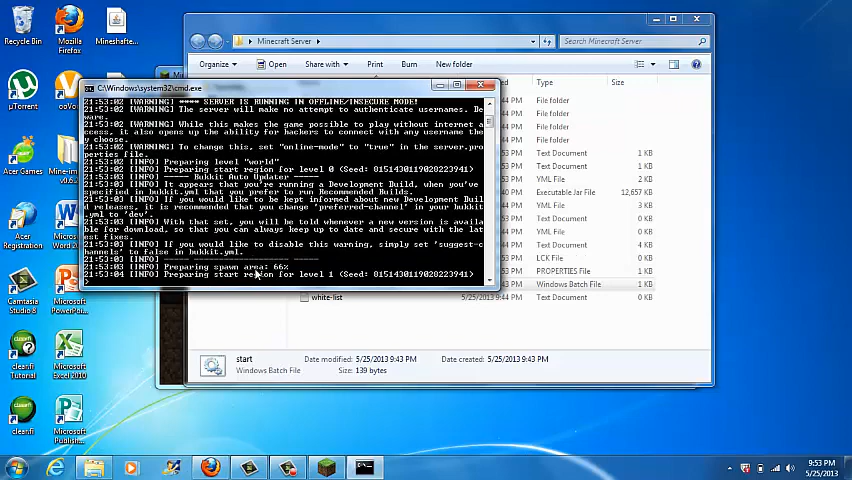 Recycle Bin
Mozilla Firefox
Mineshafte...
µTorrent
Acer Registration
Microsoft Word 2010
Camtasia Studio 8
Microsoft PowerPoi...
clear.fi Tutorial
Microsoft Excel 2010
clear.fi
Microsoft Publish...
Minecraft Server
Search Minecraft Server
Organize
Open
Share with
Print
Burn
New folder
Type
Size
File folder
File folder
File folder
File folder
Text Document
1 KB
Text Document
1 KB
YML File
3 KB
Executable Jar File
12,657 KB
YML File
4 KB
Text Document
YML File
LCK File
PROPERTIES File
1 KB
Windows Batch File
1 KB
white-list
Text Document
C:\Windows\system32\cmd.exe
21:53:02 [WARNING] **** SERVER IS RUNNING IN OFFLINE/INSECURE MODE!
21:53:02 [WARNING] The server will make no attempt to authenticate usernames. Be
ware.
21:53:02 [WARNING] While this makes the game possible to play without internet a
ccess, it also opens up the ability for hackers to connect with any username the
y choose.
21:53:02 [WARNING] To change this, set "online-mode" to "true" in the server.pro
perties file.
21:53:02 [INFO] Preparing level "world"
21:53:02 [INFO] Preparing start region for level 0 (Seed: 8151430119028223941)
21:53:03 [INFO] ----- Bukkit Auto Updater -----
21:53:03 [INFO] It appears that you're running a Development Build, when you've
specified in bukkit.yml that you prefer to run Recommended Builds.
21:53:03 [INFO] If you would like to be kept informed about new Development Buil
d releases, it is recommended that you change 'preferred-channel' in your bukkit
.yml to 'dev'.
21:53:03 [INFO] With that set, you will be told whenever a new version is availa
ble for download, so that you can always keep up to date and secure with the lat
est fixes.
21:53:03 [INFO] If you would like to disable this warning, simply set 'suggest-c
hannels' to false in bukkit.yml.
21:53:03 [INFO] ----- ------------------- -----
21:53:03 [INFO] Preparing spawn area: 66%
21:53:04 [INFO] Preparing start region for level 1 (Seed: 8151430119028223941)
>
start
Windows Batch File
Date modified: 5/25/2013 9:43 PM
Size: 139 bytes
Date created: 5/25/2013 9:43 PM
9:53 PM
5/25/2013